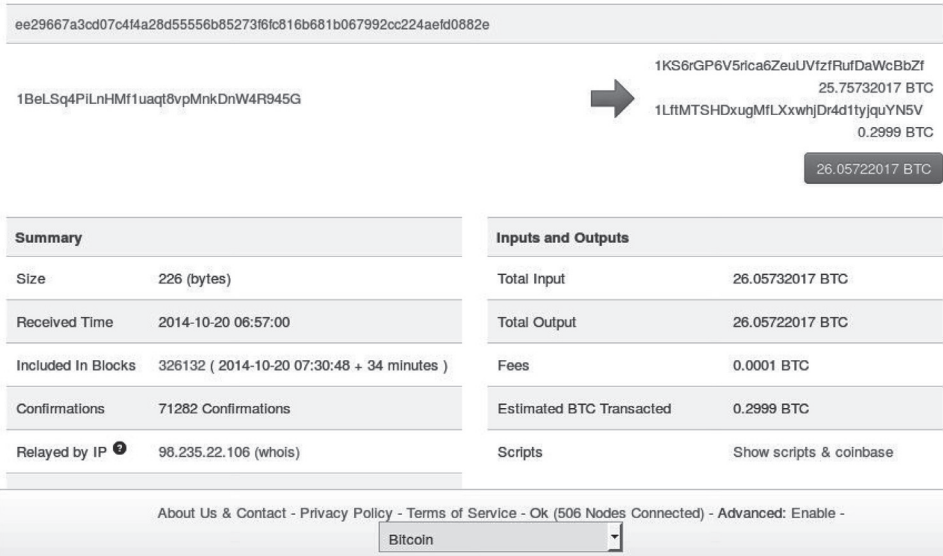 ee29667a3cd07c4f4a28d55556b85273f6fc816b681b067992cc224aefd0882e
1BeLSq4PiLnHMf1uaqt8vpMnkDnW4R945G
1KS6rGP6V5rica6ZeuUVfzfRufDaWcBbZf
25.75732017 BTC
1LftMTSHDxugMfLXxwhjDr4d1tyjquYN5V
0.2999 BTC
26.05722017 BTC
Summary
Size 226 (bytes)
Received Time 2014-10-20 06:57:00
Included In Blocks 326132 ( 2014-10-20 07:30:48 + 34 minutes )
Confirmations 71282 Confirmations
Relayed by IP ? 98.235.22.106 (whois)
Inputs and Outputs
Total Input 26.05732017 BTC
Total Output 26.05722017 BTC
Fees 0.0001 BTC
Estimated BTC Transacted 0.2999 BTC
Scripts Show scripts & coinbase
About Us & Contact - Privacy Policy - Terms of Service - Ok (506 Nodes Connected) - Advanced: Enable -
Bitcoin